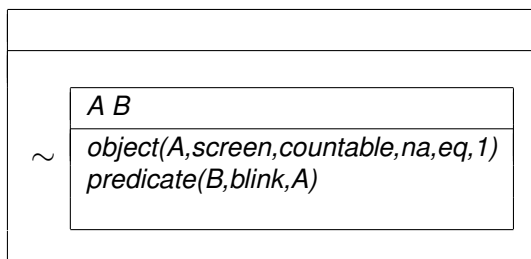 A B
∼ object(A,screen,countable,na,eq,1)
predicate(B,blink,A)